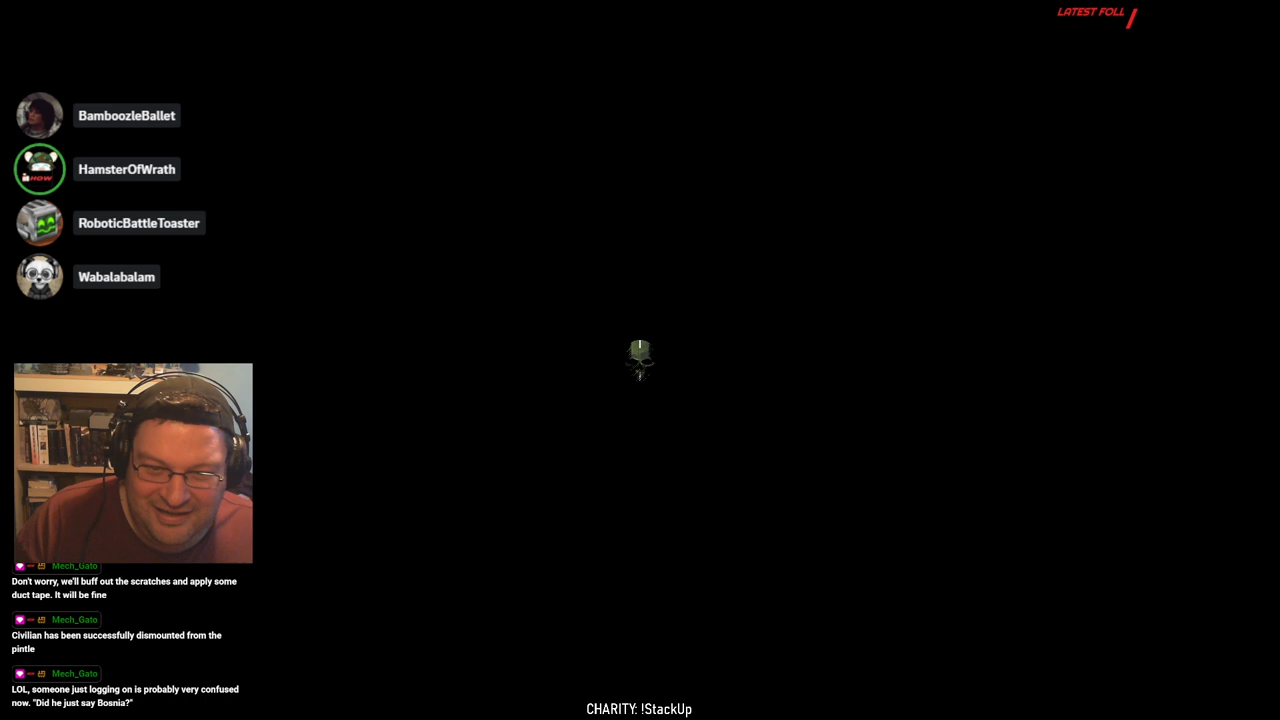 LATEST FOLL
BamboozleBallet
HamsterOfWrath
RoboticBattleToaster
Wabalabalam
Mech_Gato
Don't worry, we'll buff out the scratches and apply some
duct tape. It will be fine
Mech_Gato
Civilian has been successfully dismounted from the
pintle
Mech_Gato
LOL, someone just logging on is probably very confused
now. "Did he just say Bosnia?"
CHARITY: !StackUp